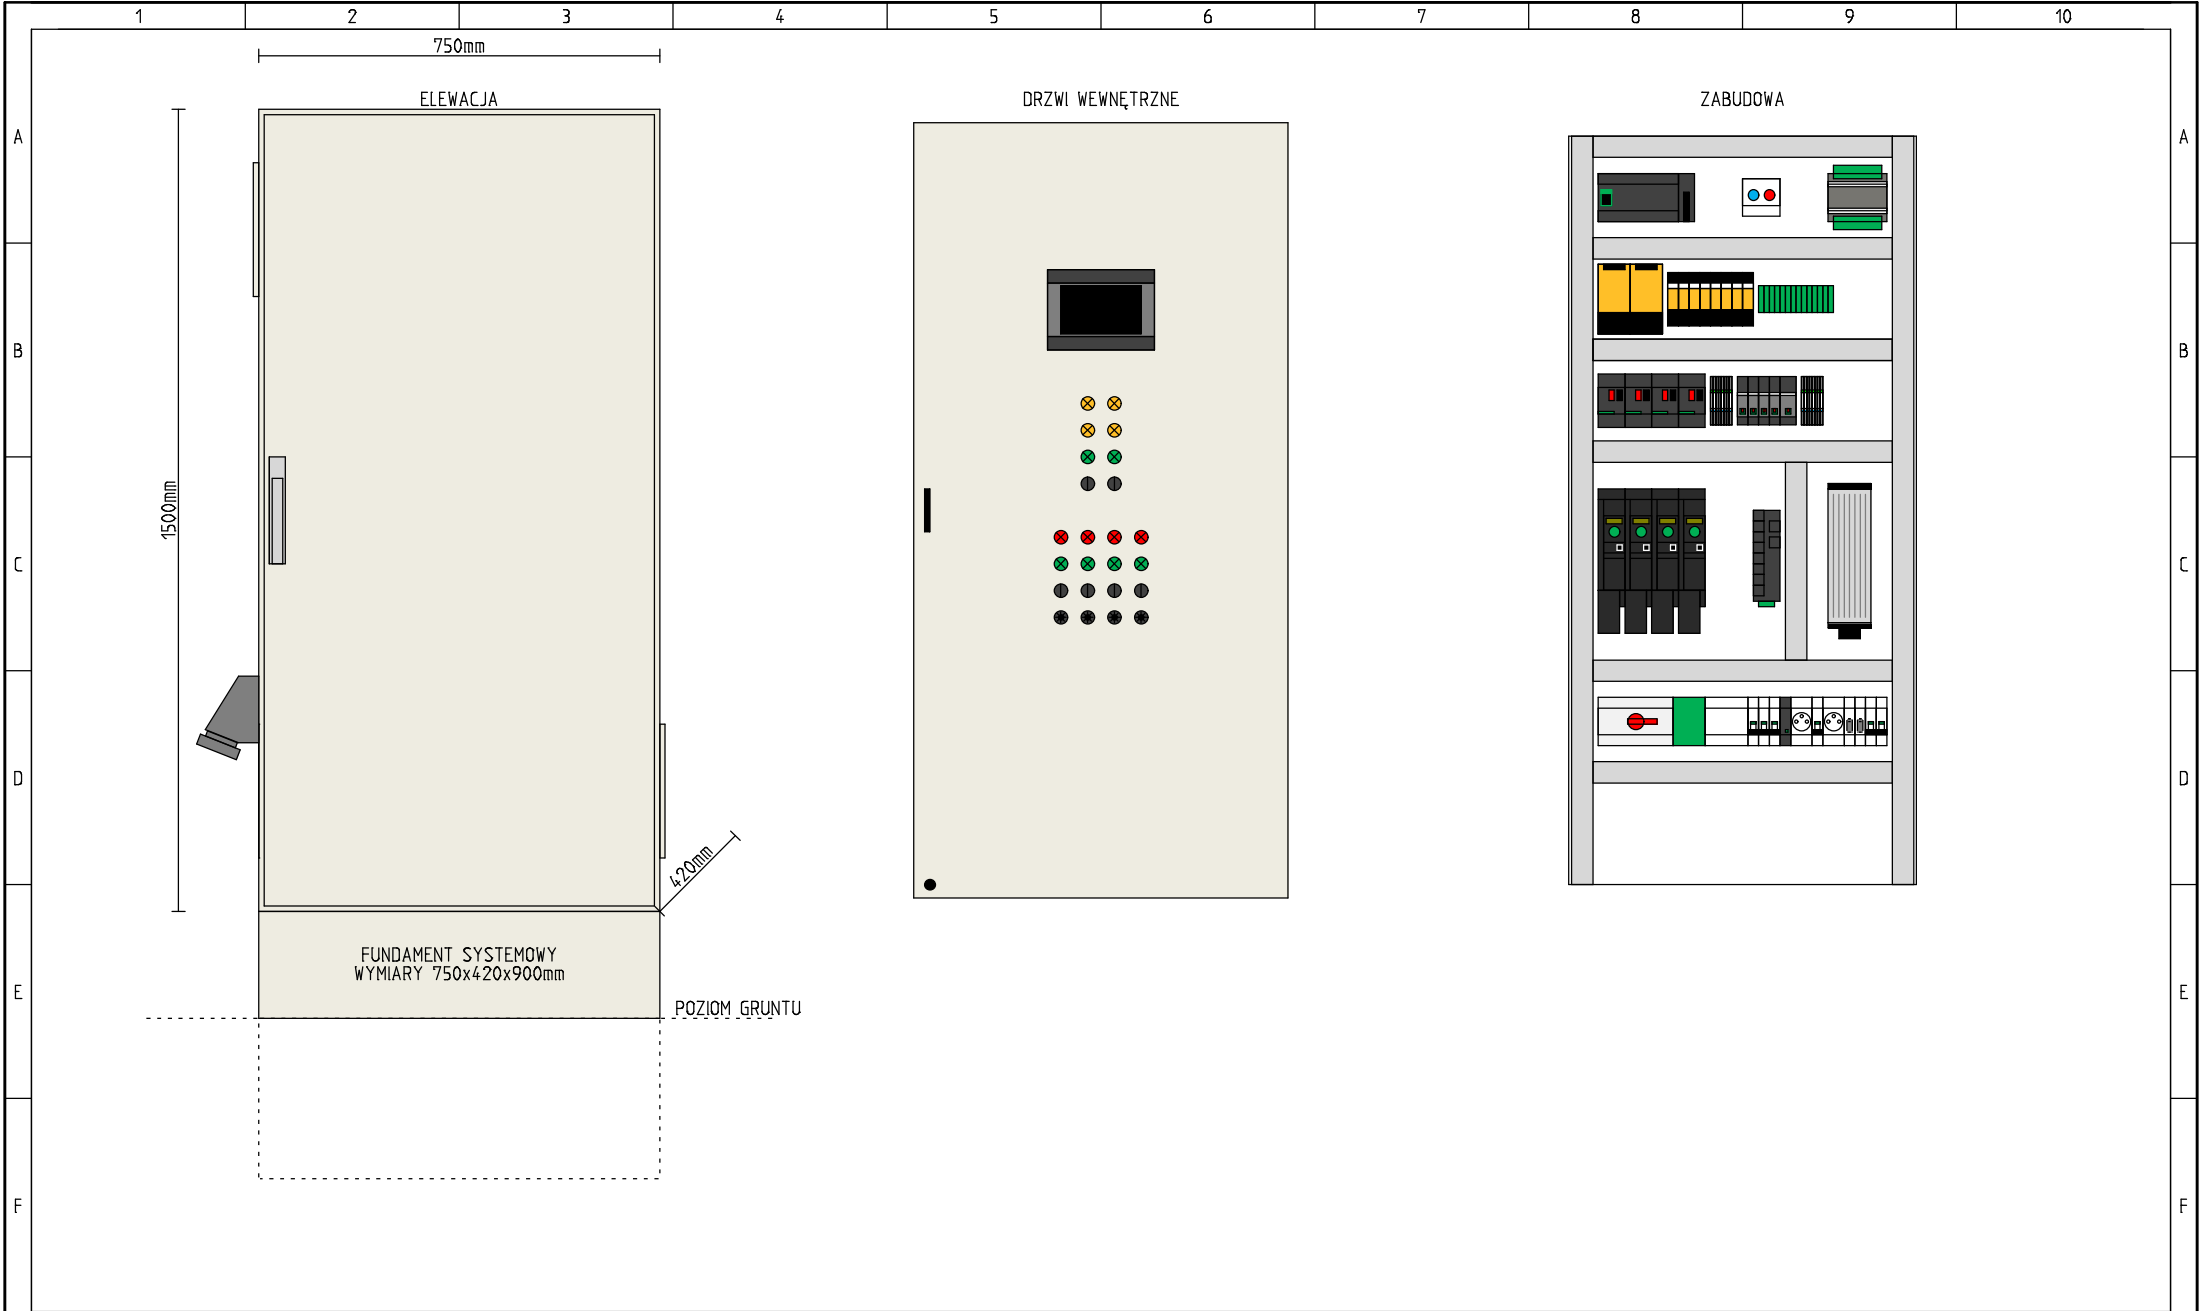 1 2 3 4 5 6 7 8 9 10
750mm
ELEWACJA DRZWI WEWNĘTRZNE ZABUDOWA
A A
B B
1500mm
C C
D D
420mm
FUNDAMENT SYSTEMOWY
WYMIARY 750x420x900mm
E E
POZIOM GRUNTU
F F